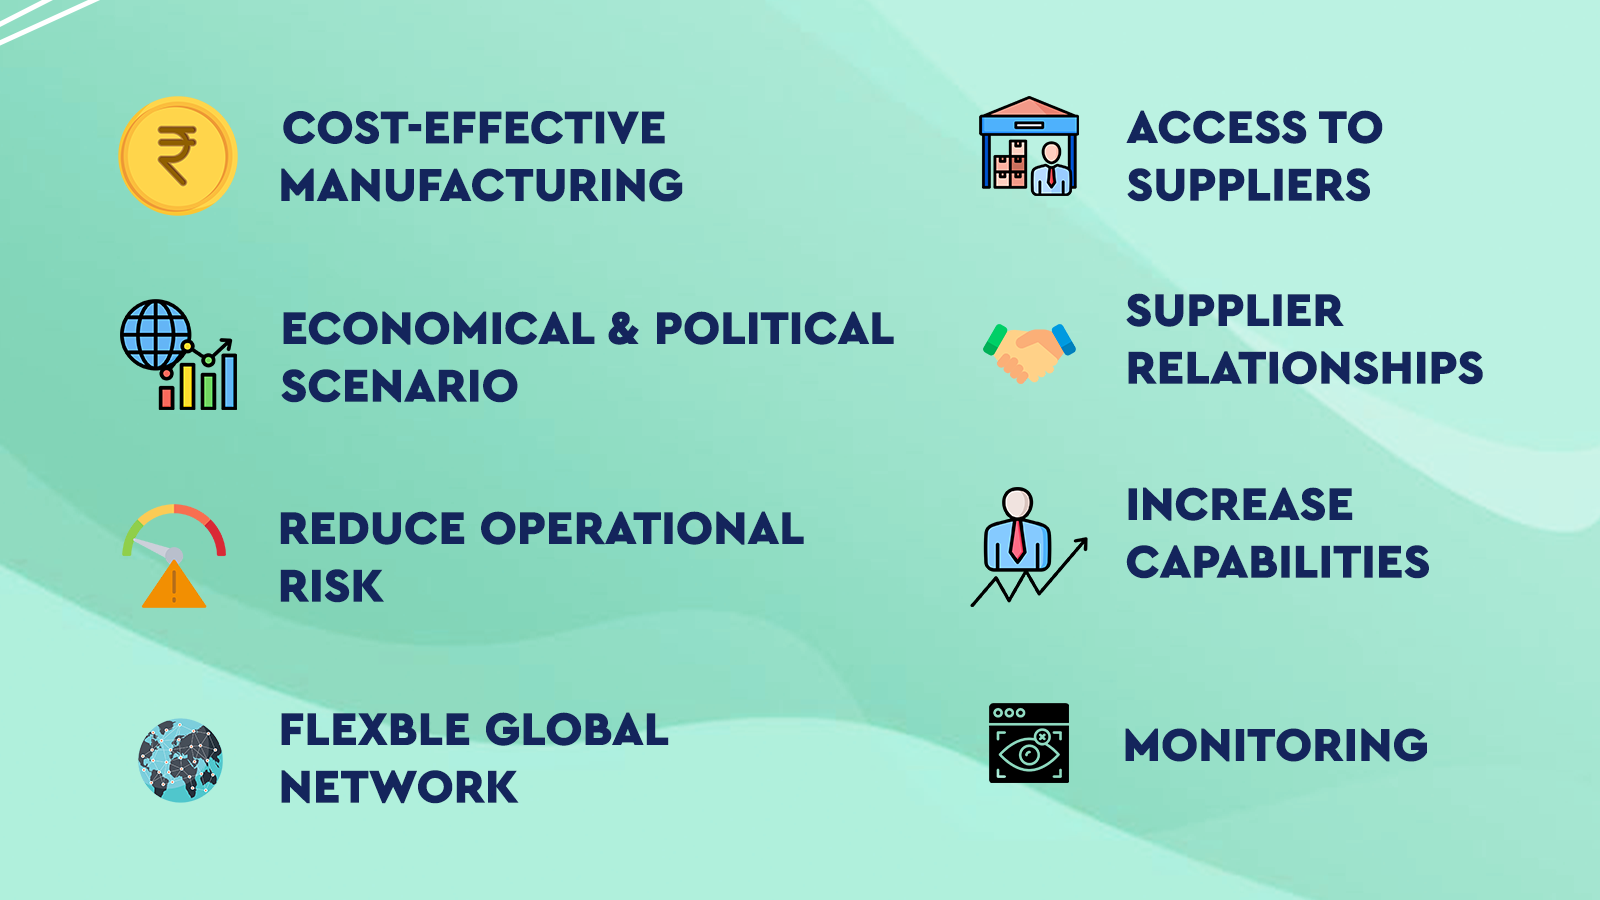 COST-EFFECTIVE
MANUFACTURING
ECONOMICAL & POLITICAL
SCENARIO
REDUCE OPERATIONAL
RISK
FLEXBLE GLOBAL
NETWORK
ACCESS TO
SUPPLIERS
SUPPLIER
RELATIONSHIPS
INCREASE
CAPABILITIES
MONITORING